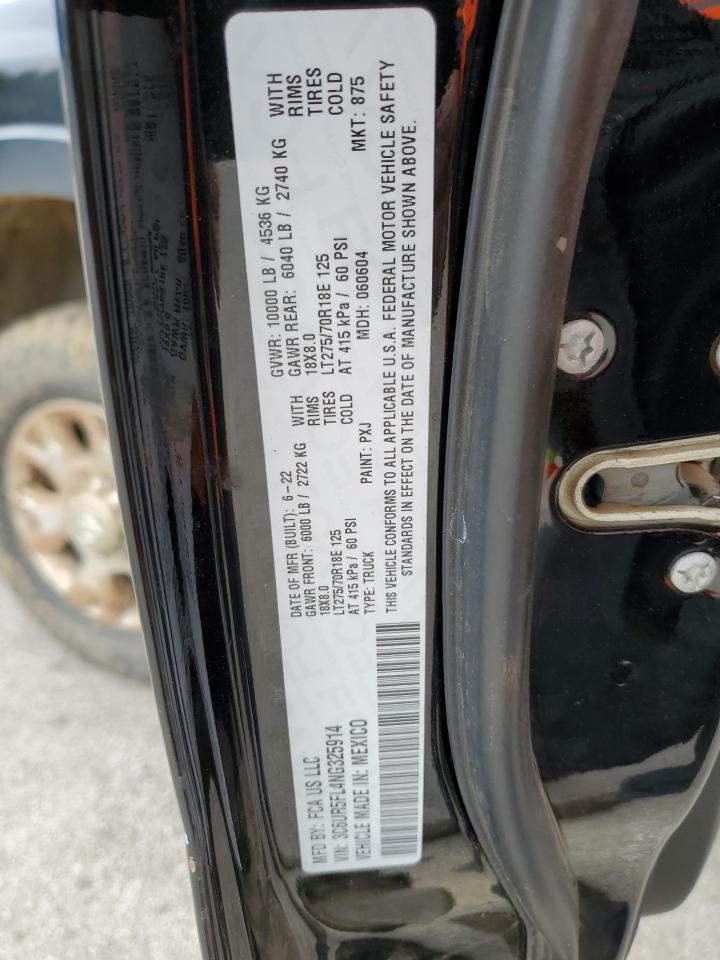 MFD BY: FCA US LLC
DATE OF MFR (BUILT): 6-22
GVWR: 10000 LB / 4536 KG
VIN: 3C6UR5FL4NG325914
GAWR FRONT: 6000 LB / 2722 KG WITH
GAWR REAR: 6040 LB / 2740 KG WITH
18X8.0 RIMS
18X8.0 RIMS
LT275/70R18E 125 TIRES
LT275/70R18E 125 TIRES
AT 415 kPa / 60 PSI COLD
AT 415 kPa / 60 PSI COLD
VEHICLE MADE IN: MEXICO
TYPE: TRUCK
PAINT: PXJ
MDH: 060604
MKT: 875
THIS VEHICLE CONFORMS TO ALL APPLICABLE U.S.A. FEDERAL MOTOR VEHICLE SAFETY
STANDARDS IN EFFECT ON THE DATE OF MANUFACTURE SHOWN ABOVE.